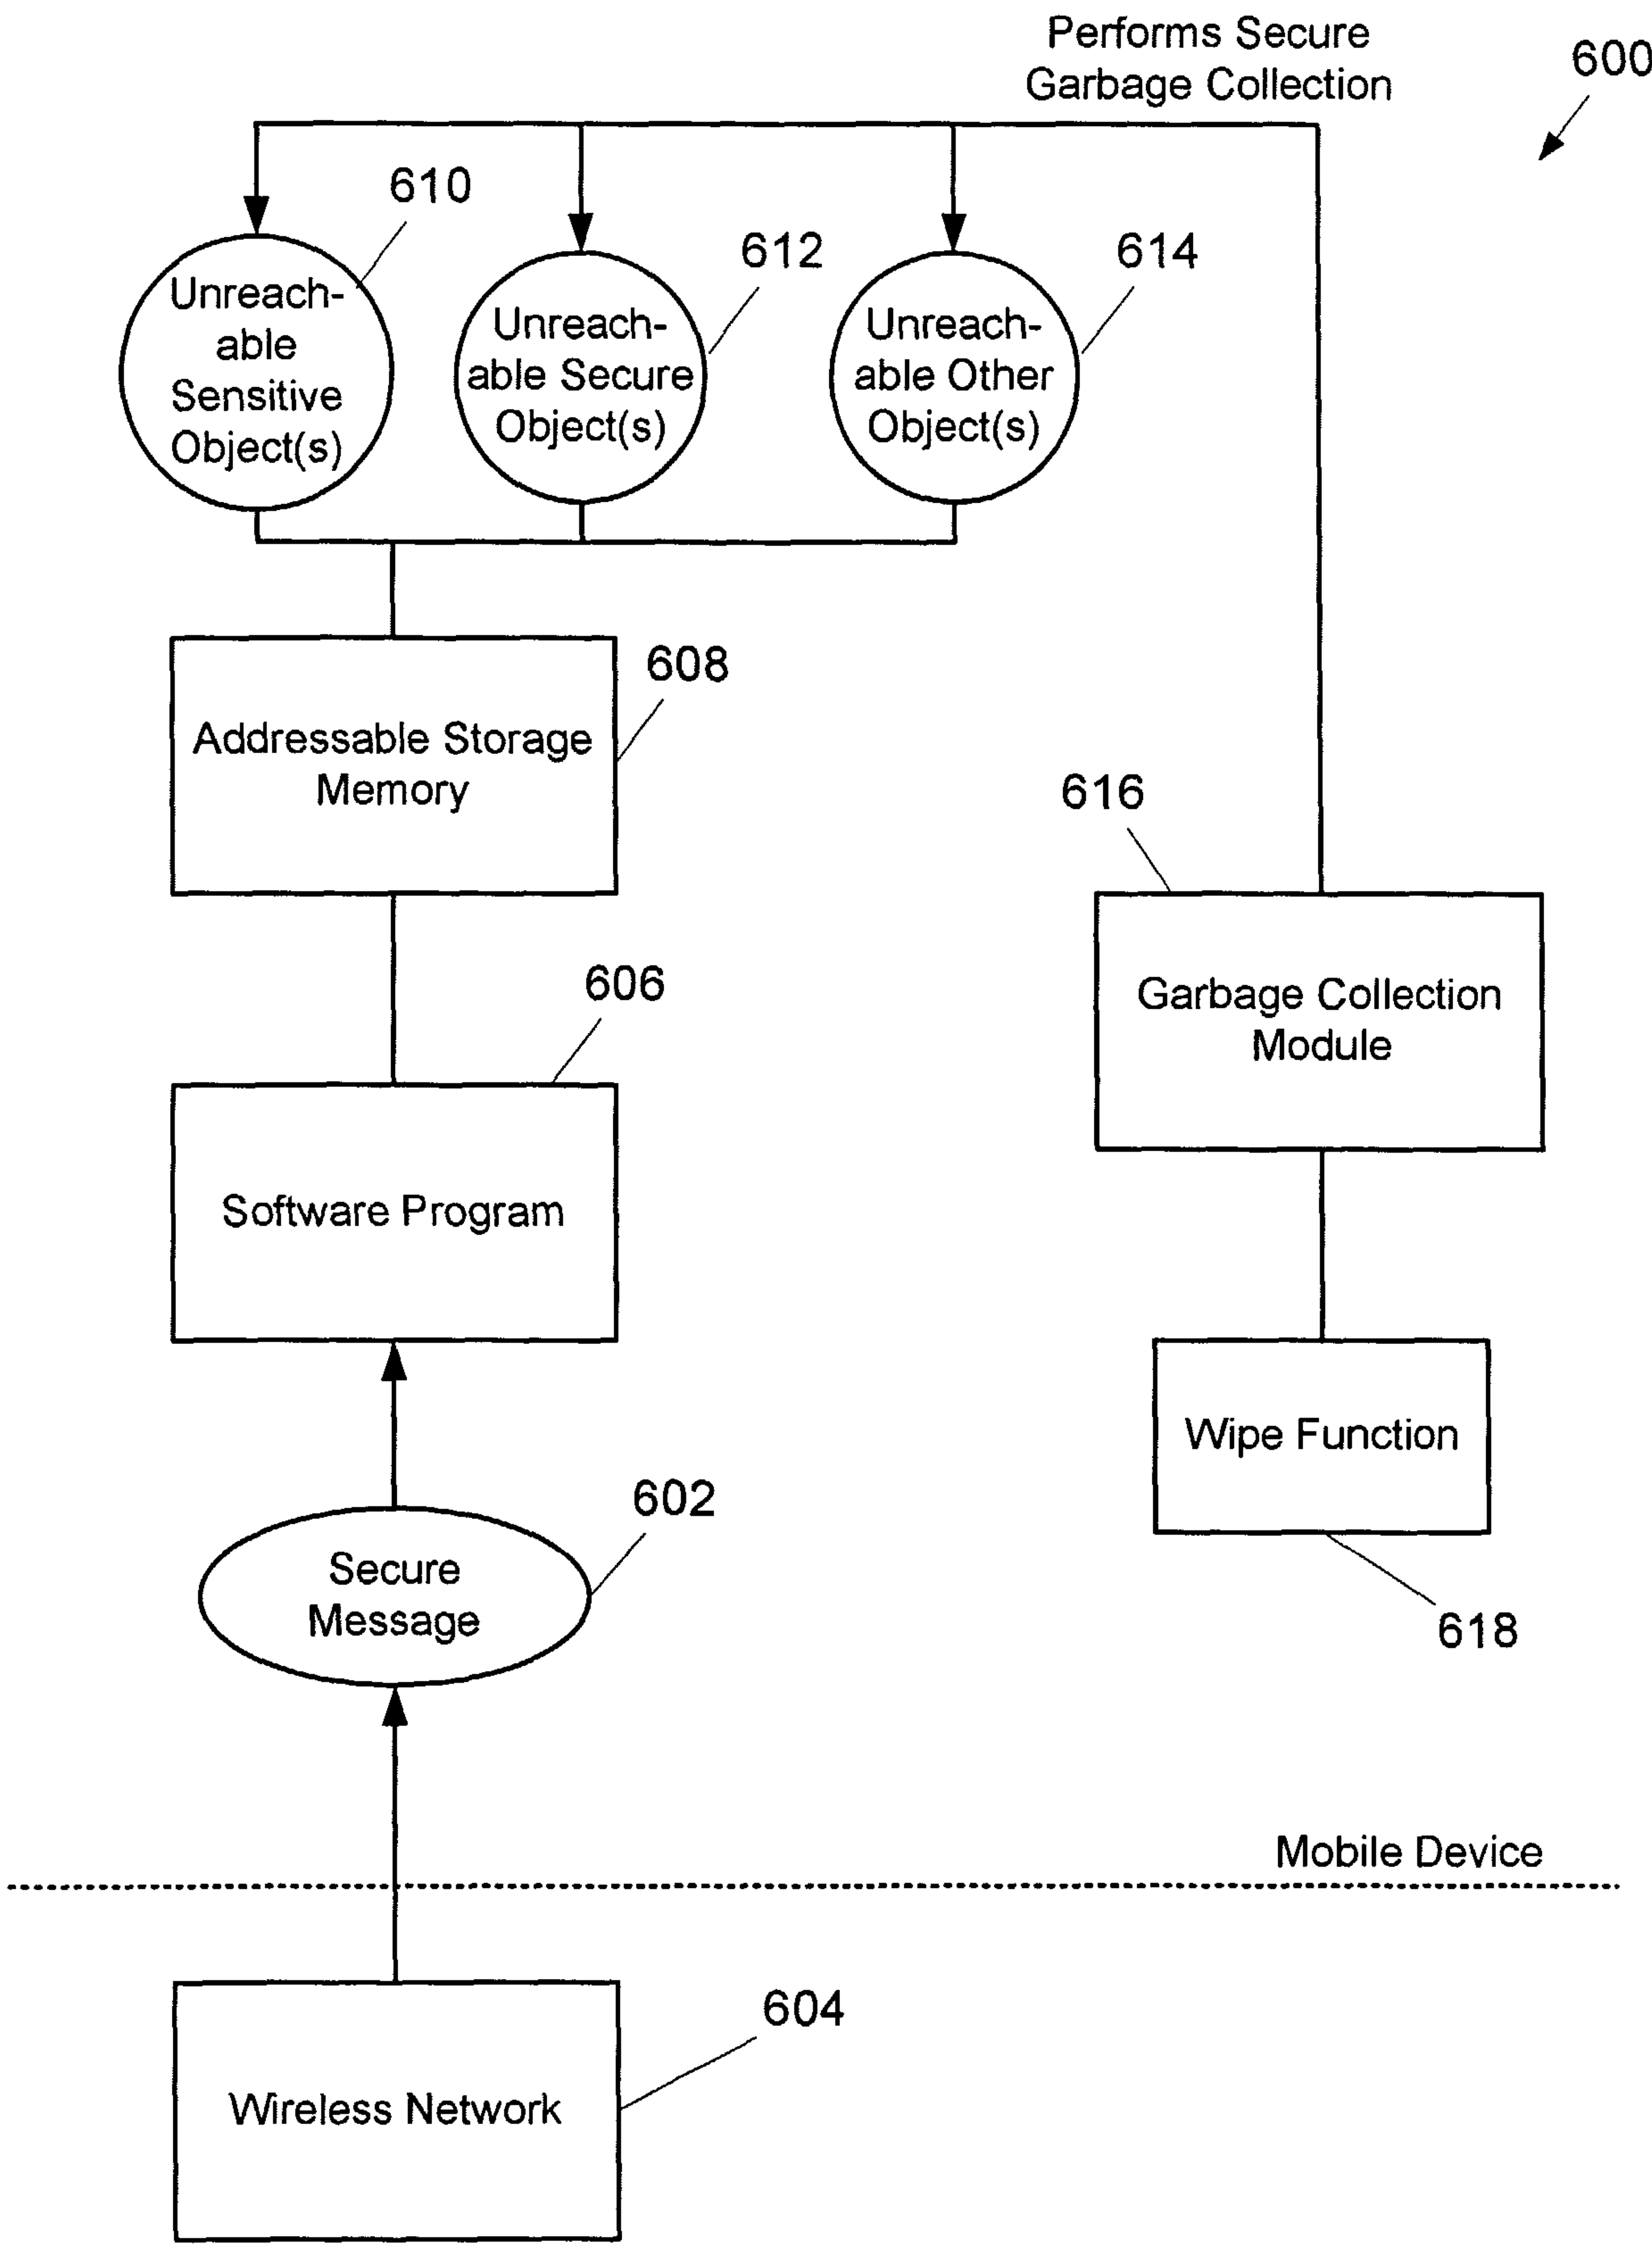 Performs Secure
Garbage Collection
600
610
612
614
Unreach-
able
Sensitive
Object(s)
Unreach-
able Secure
Object(s)
Unreach-
able Other
Object(s)
608
Addressable Storage
Memory
616
606
Garbage Collection
Module
Software Program
Wipe Function
602
Secure
Message
618
Mobile Device
604
Wireless Network